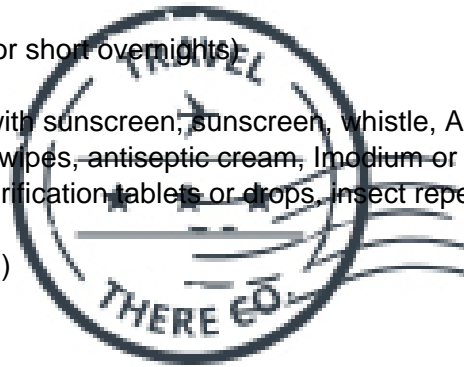 or short overnights)
TRAVEL
with sunscreen, sunscreen, whistle, A
wipes, antiseptic cream, Imodium or
rification tablets or drops, insect repe
)
THERE CO.